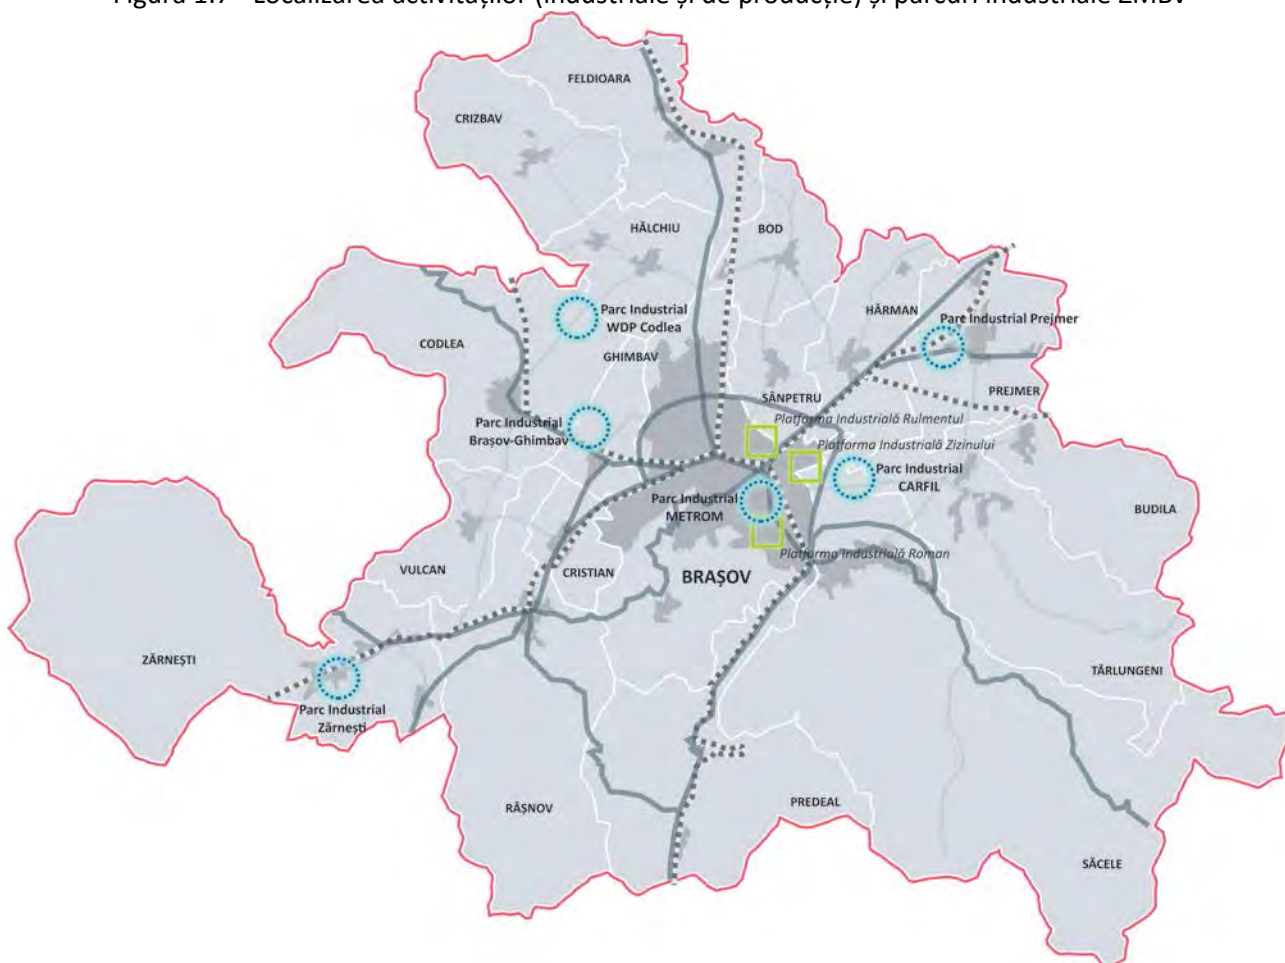 Figura 1.7 - Localizarea activităților (industriale și de producție) și parcuri industriale ZMBV
FELDIOARA
CRIZBAV
HĂLCHIU
BOD
HĂRMAN
Parc Industrial
WDP Codlea
Parc Industrial Prejmer
CODLEA
GHIMBAV
PREJMER
SÂNPETRU
Platforma Industrială Rulmentul
Parc Industrial
Brașov-Ghimbav
Platforma Industrială Zizinului
Parc Industrial
CARFIL
Parc Industrial
METROM
BUDILA
Platforma Industrială Roman
VULCAN
CRISTIAN
BRAȘOV
ZĂRNEȘTI
TĂRLUNGENI
Parc Industrial
Zărnești
RÂȘNOV
PREDEAL
SĂCELE